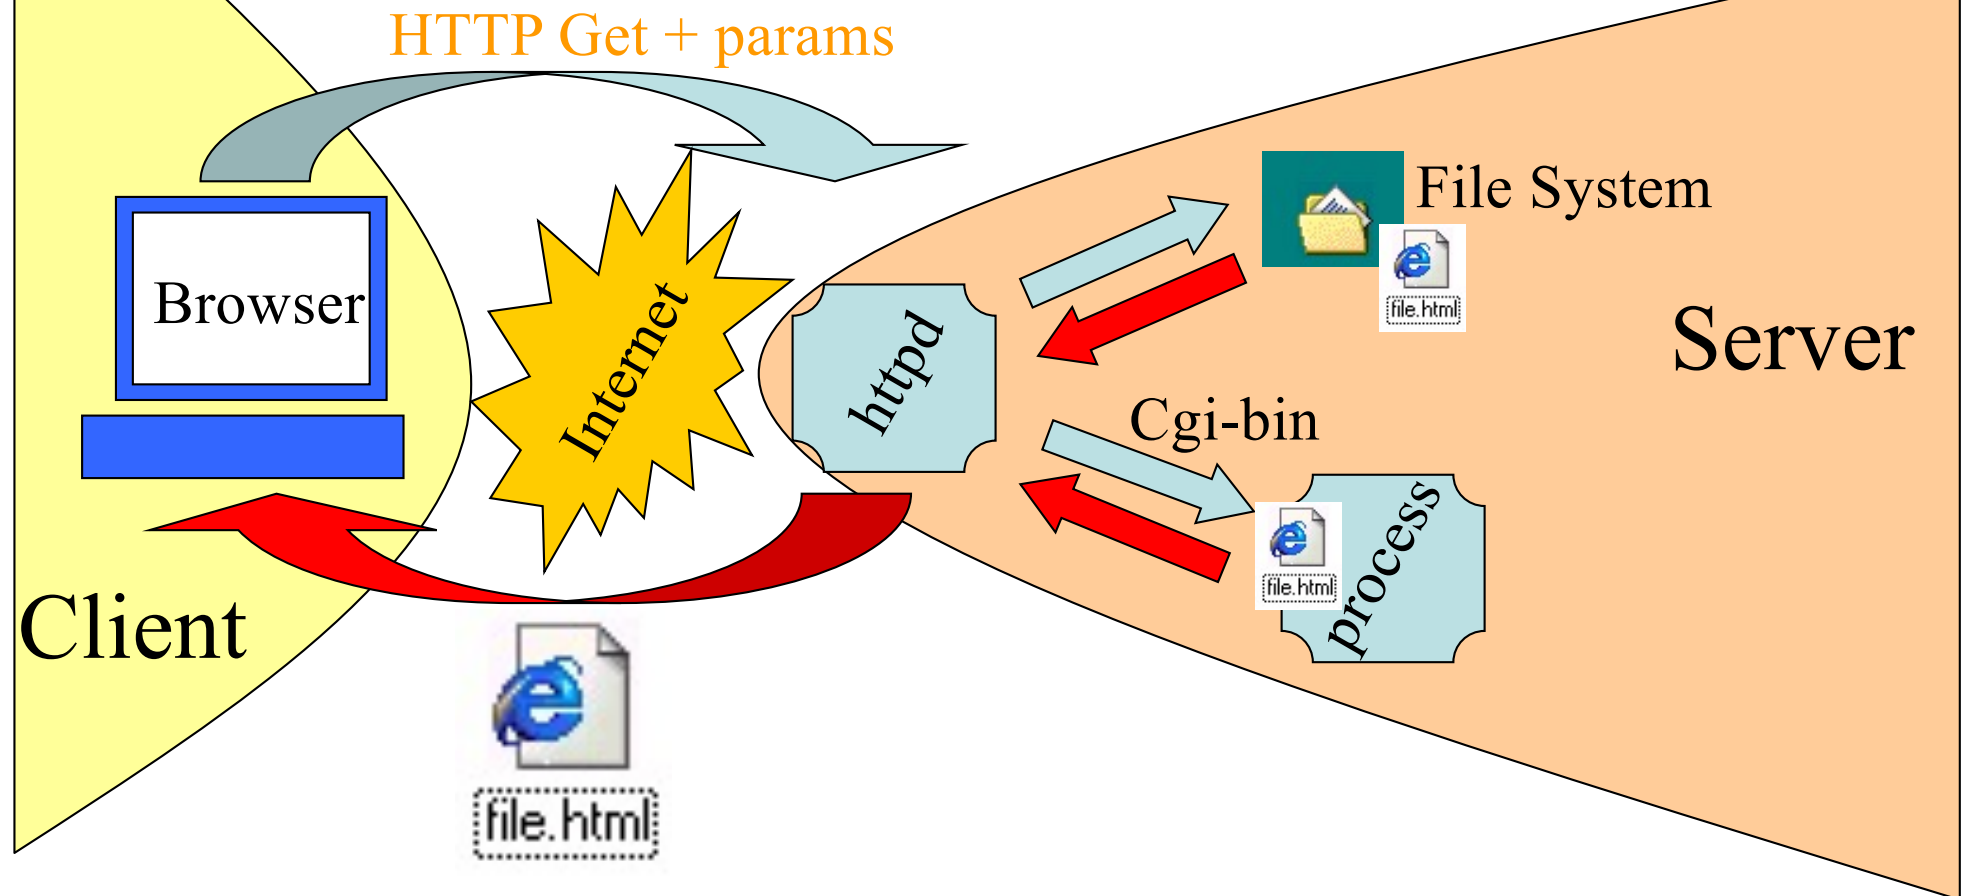 HTTP Get + params
File System
file.html
Browser
Internet
httpd
Server
Cgi-bin
process
file.html
Client
file.html